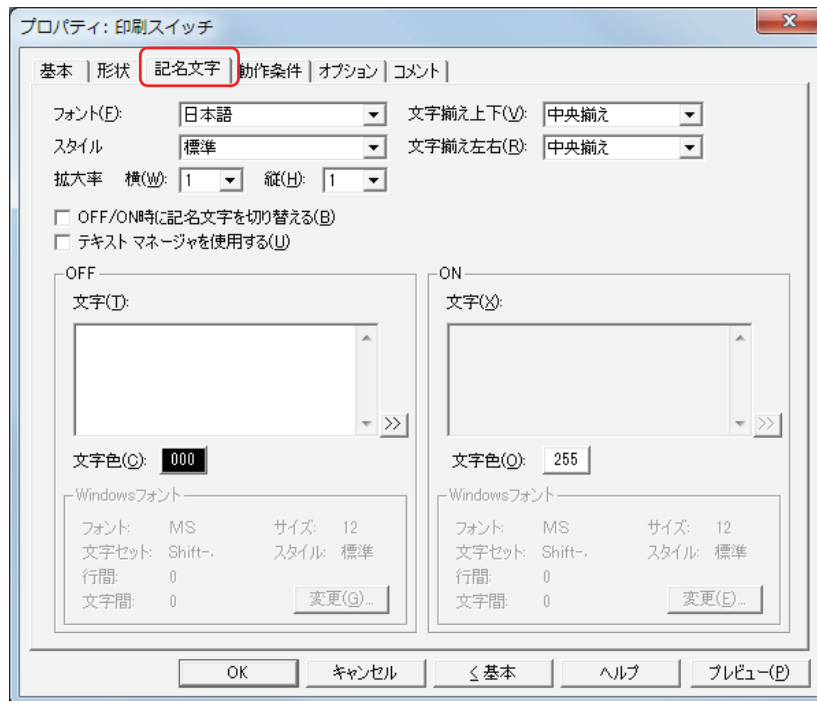 プロパティ: 印刷スイッチ
基本 形状 記名文字 動作条件 オプション コメント
フォント(F): 日本語 文字揃え上下(V): 中央揃え
スタイル 標準 文字揃え左右(R): 中央揃え
拡大率 横(W): 1 縦(H): 1
OFF/ON時に記名文字を切り替える(B)
テキスト マネージャを使用する(U)
OFF
文字(T):
>>
文字色(C): 000
Windowsフォント
フォント: MS サイズ: 12
文字セット: Shift-. スタイル: 標準
行間: 0
文字間: 0 変更(G)...
ON
文字(X):
>>
文字色(O): 255
Windowsフォント
フォント: MS サイズ: 12
文字セット: Shift-. スタイル: 標準
行間: 0
文字間: 0 変更(E)...
OK キャンセル <基本 ヘルプ プレビュー(P)